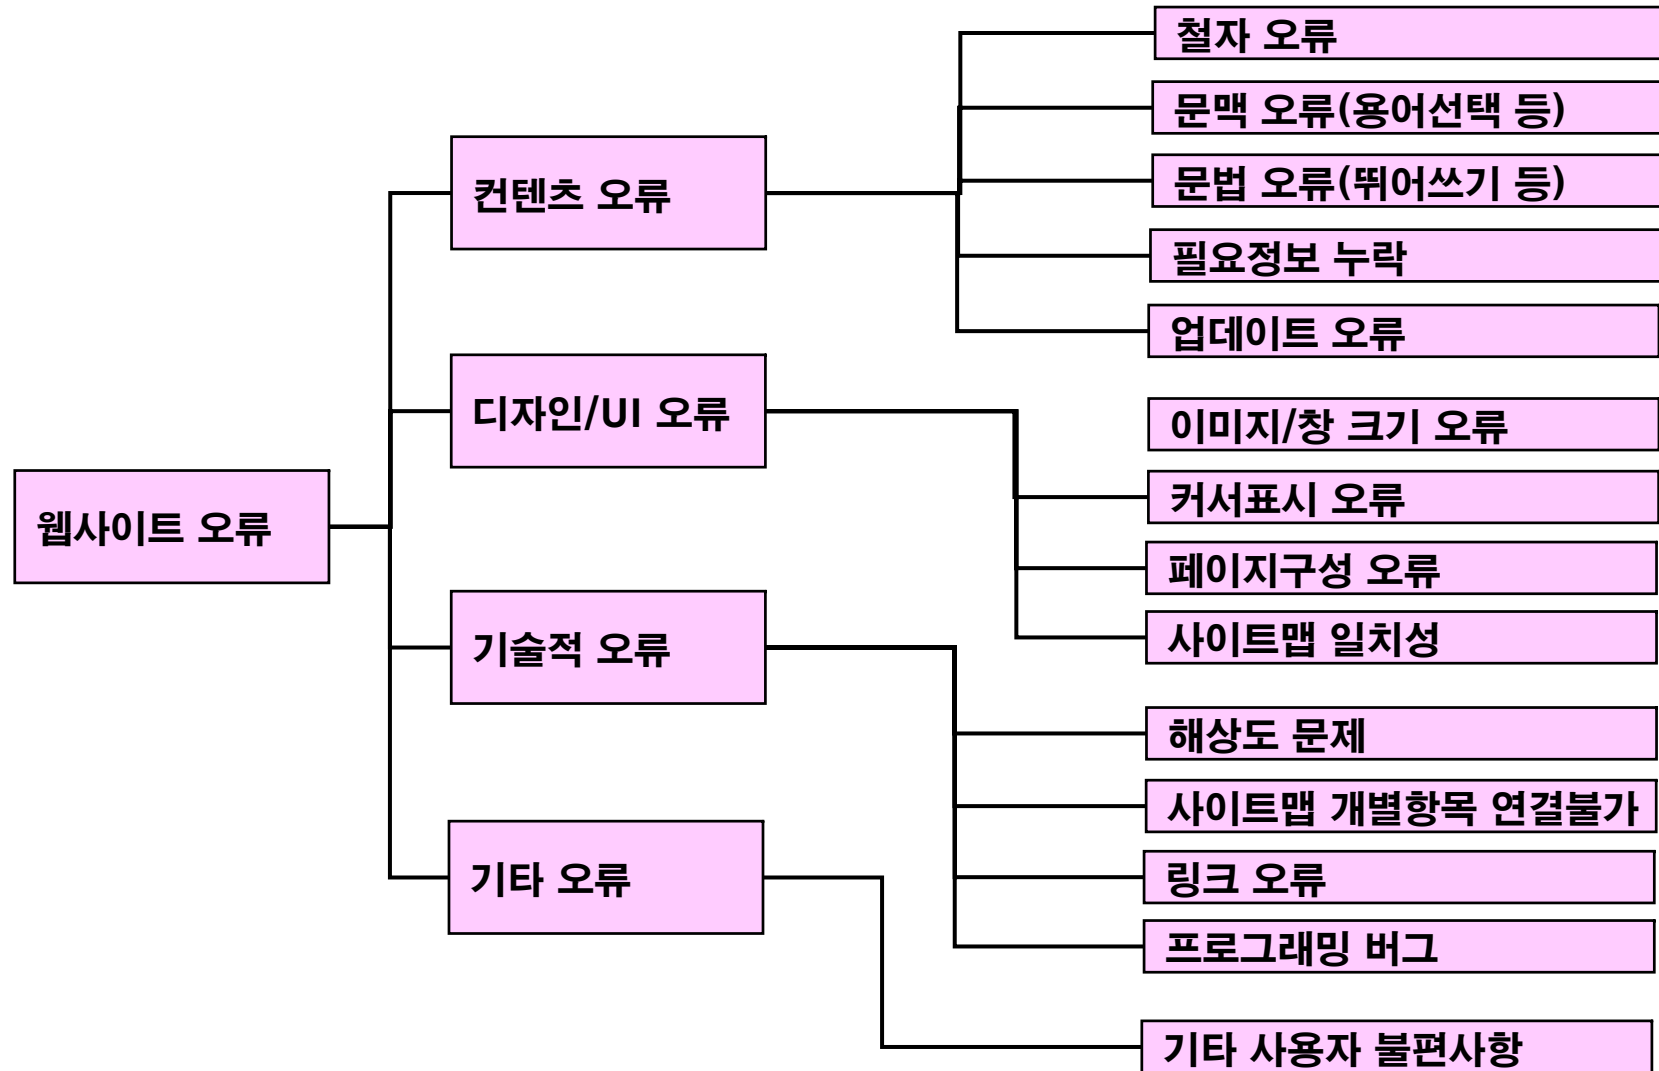 웹사이트 오류
컨텐츠 오류
철자 오류
문맥 오류(용어선택 등)
문법 오류(뛰어쓰기 등)
필요정보 누락
업데이트 오류
디자인/UI 오류
이미지/창 크기 오류
커서표시 오류
페이지구성 오류
사이트맵 일치성
기술적 오류
해상도 문제
사이트맵 개별항목 연결불가
링크 오류
프로그래밍 버그
기타 오류
기타 사용자 불편사항